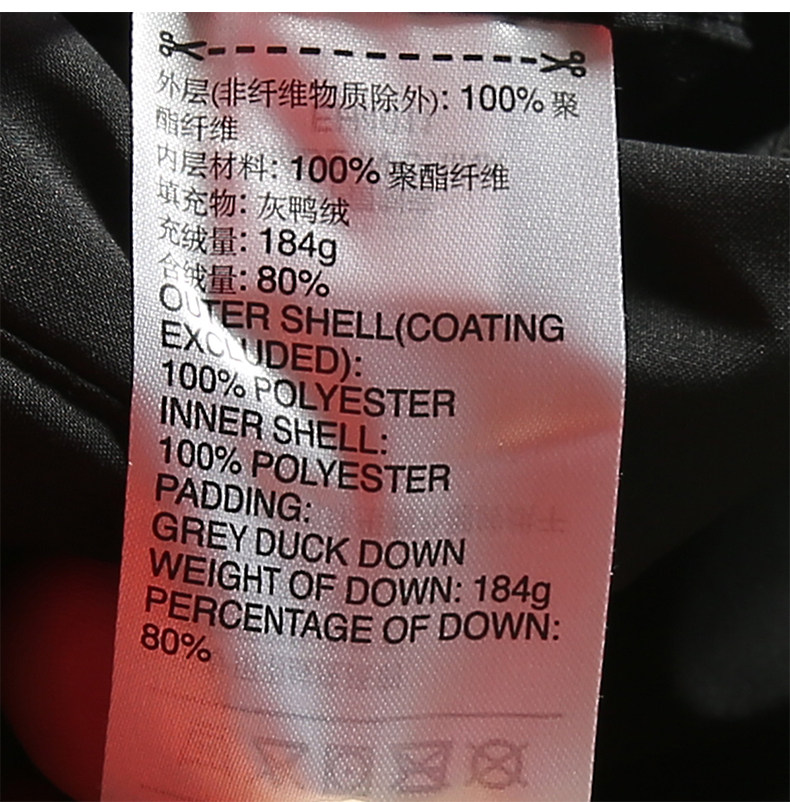 外层(非纤维物质除外): 100% 聚
酯纤维
内层材料: 100% 聚酯纤维
填充物: 灰鸭绒
充绒量: 184g
含绒量: 80%
OUTER SHELL(COATING
EXCLUDED):
100% POLYESTER
INNER SHELL:
100% POLYESTER
PADDING:
GREY DUCK DOWN
WEIGHT OF DOWN: 184g
PERCENTAGE OF DOWN:
80%